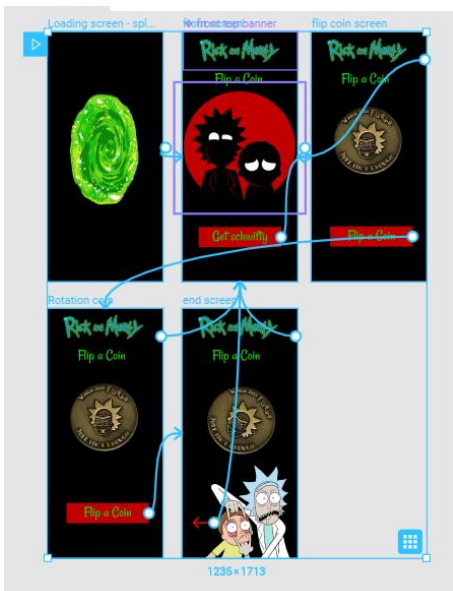 Loading screen - spl...
top banner
flip coin screen
Rick and Morty
Rick and Morty
Flip a Coin
Flip a Coin
Get schwifty
Flip a Coin
Rotation coin
end screen
Rick and Morty
Rick and Morty
Flip a Coin
Flip a Coin
Flip a Coin
1235×1713